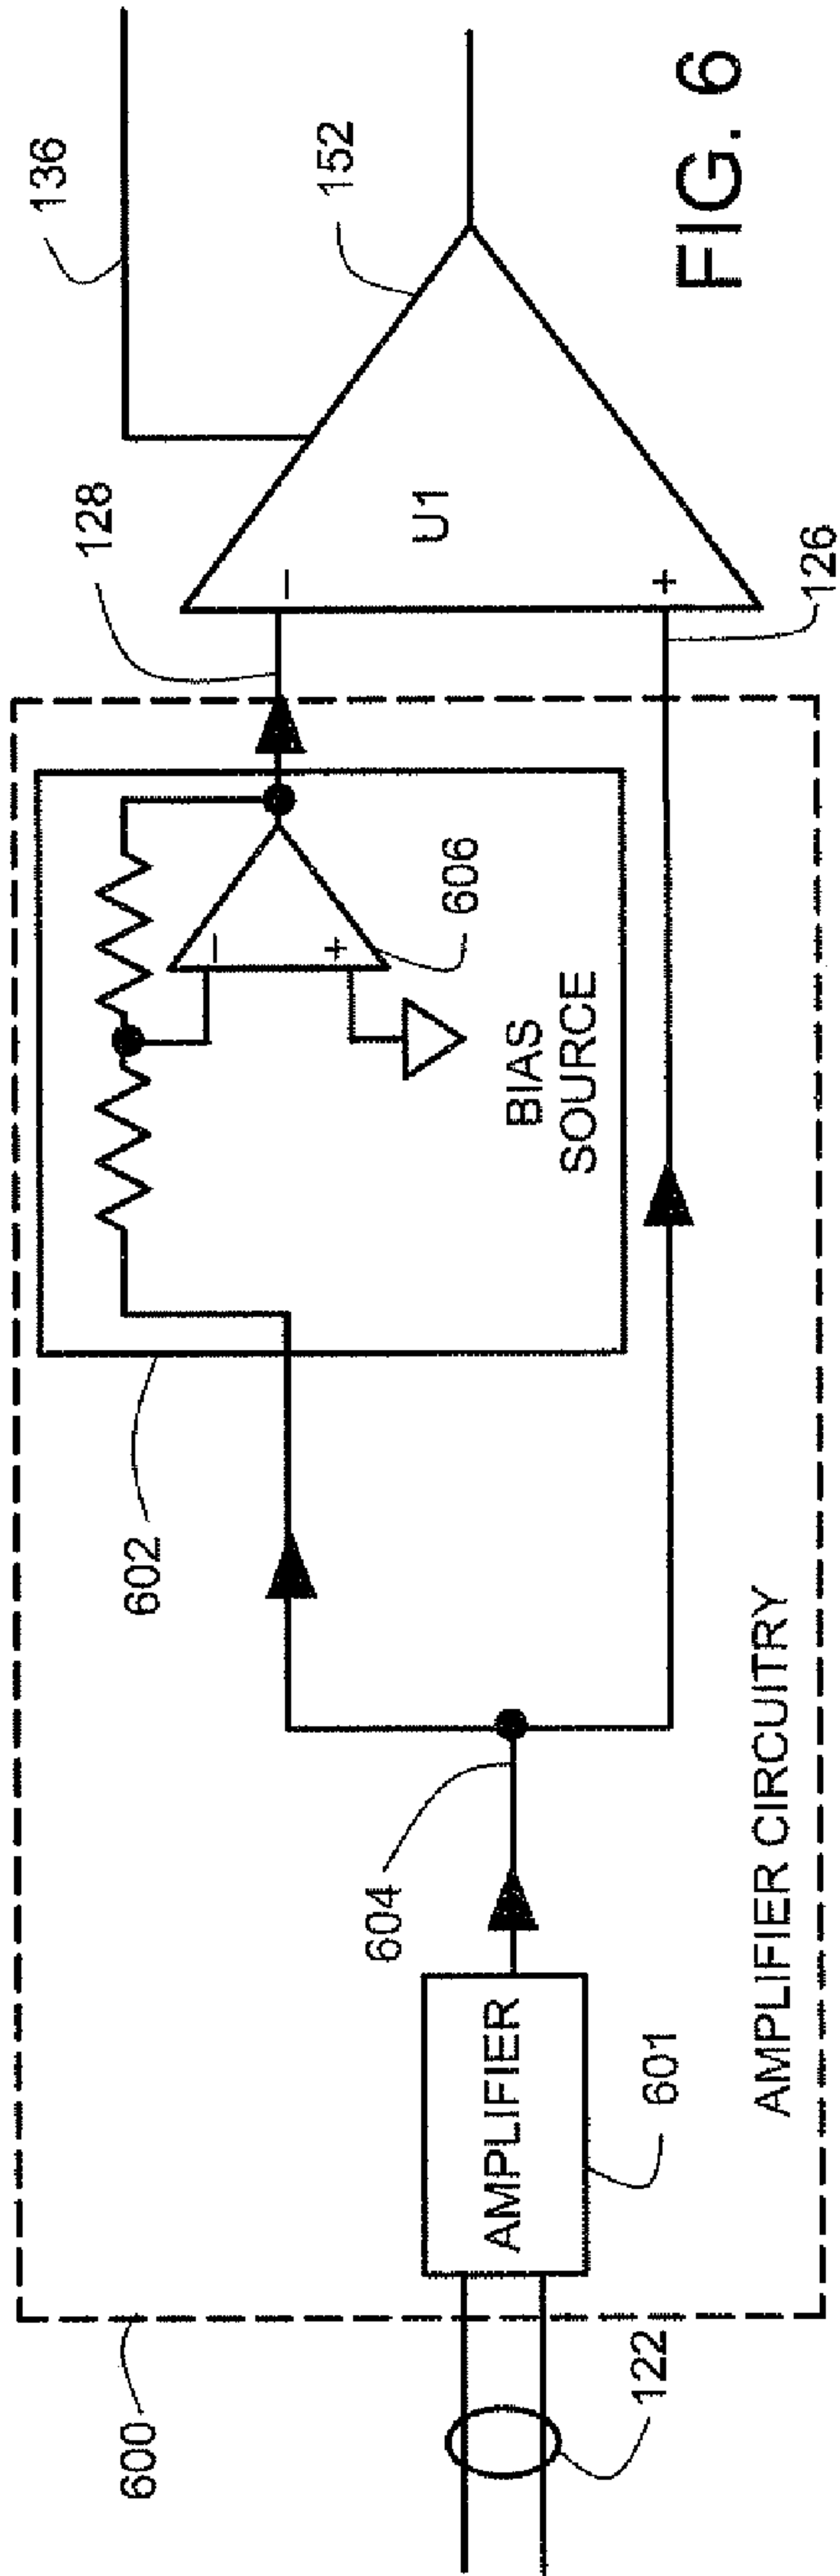 136
152
FIG. 6
128
−
U1
+
126
−
+
606
BIAS
SOURCE
602
604
AMPLIFIER
601
AMPLIFIER CIRCUITRY
600
122